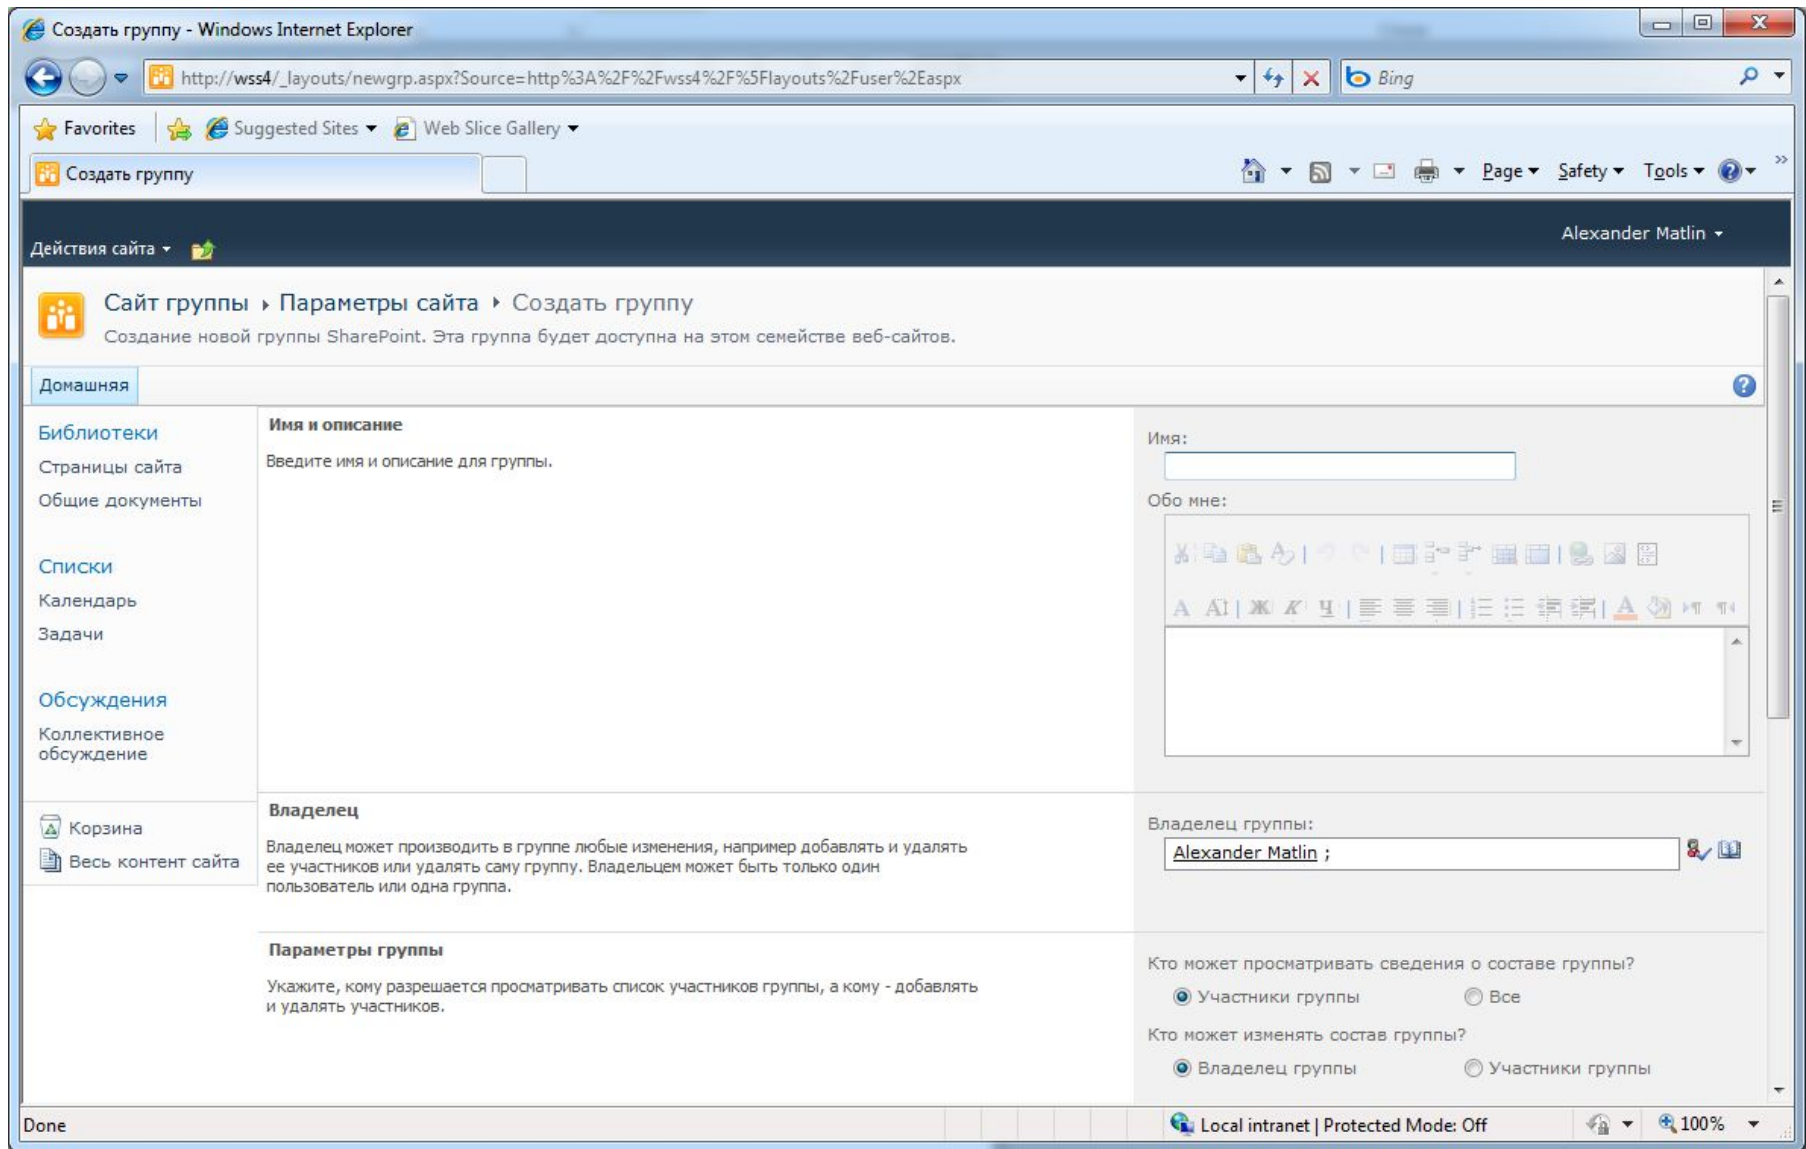 Создать группу - Windows Internet Explorer
http://wss4/_layouts/newgrp.aspx?Source=http%3A%2F%2Fwss4%2F%5Flayouts%2Fuser%2Easpx
Bing
Favorites
Suggested Sites
Web Slice Gallery
Создать группу
Page
Safety
Tools
Действия сайта
Alexander Matlin
Сайт группы
Параметры сайта
Создать группу
Создание новой группы SharePoint. Эта группа будет доступна на этом семействе веб-сайтов.
Домашняя
Библиотеки
Страницы сайта
Общие документы
Списки
Календарь
Задачи
Обсуждения
Коллективное
обсуждение
Корзина
Весь контент сайта
Имя и описание
Введите имя и описание для группы.
Имя:
Обо мне:
Ж К Ч
Владелец
Владелец может производить в группе любые изменения, например добавлять и удалять
ее участников или удалять саму группу. Владельцем может быть только один
пользователь или одна группа.
Владелец группы:
Alexander Matlin ;
Параметры группы
Укажите, кому разрешается просматривать список участников группы, а кому - добавлять
и удалять участников.
Кто может просматривать сведения о составе группы?
Участники группы
Все
Кто может изменять состав группы?
Владелец группы
Участники группы
Done
Local intranet | Protected Mode: Off
100%